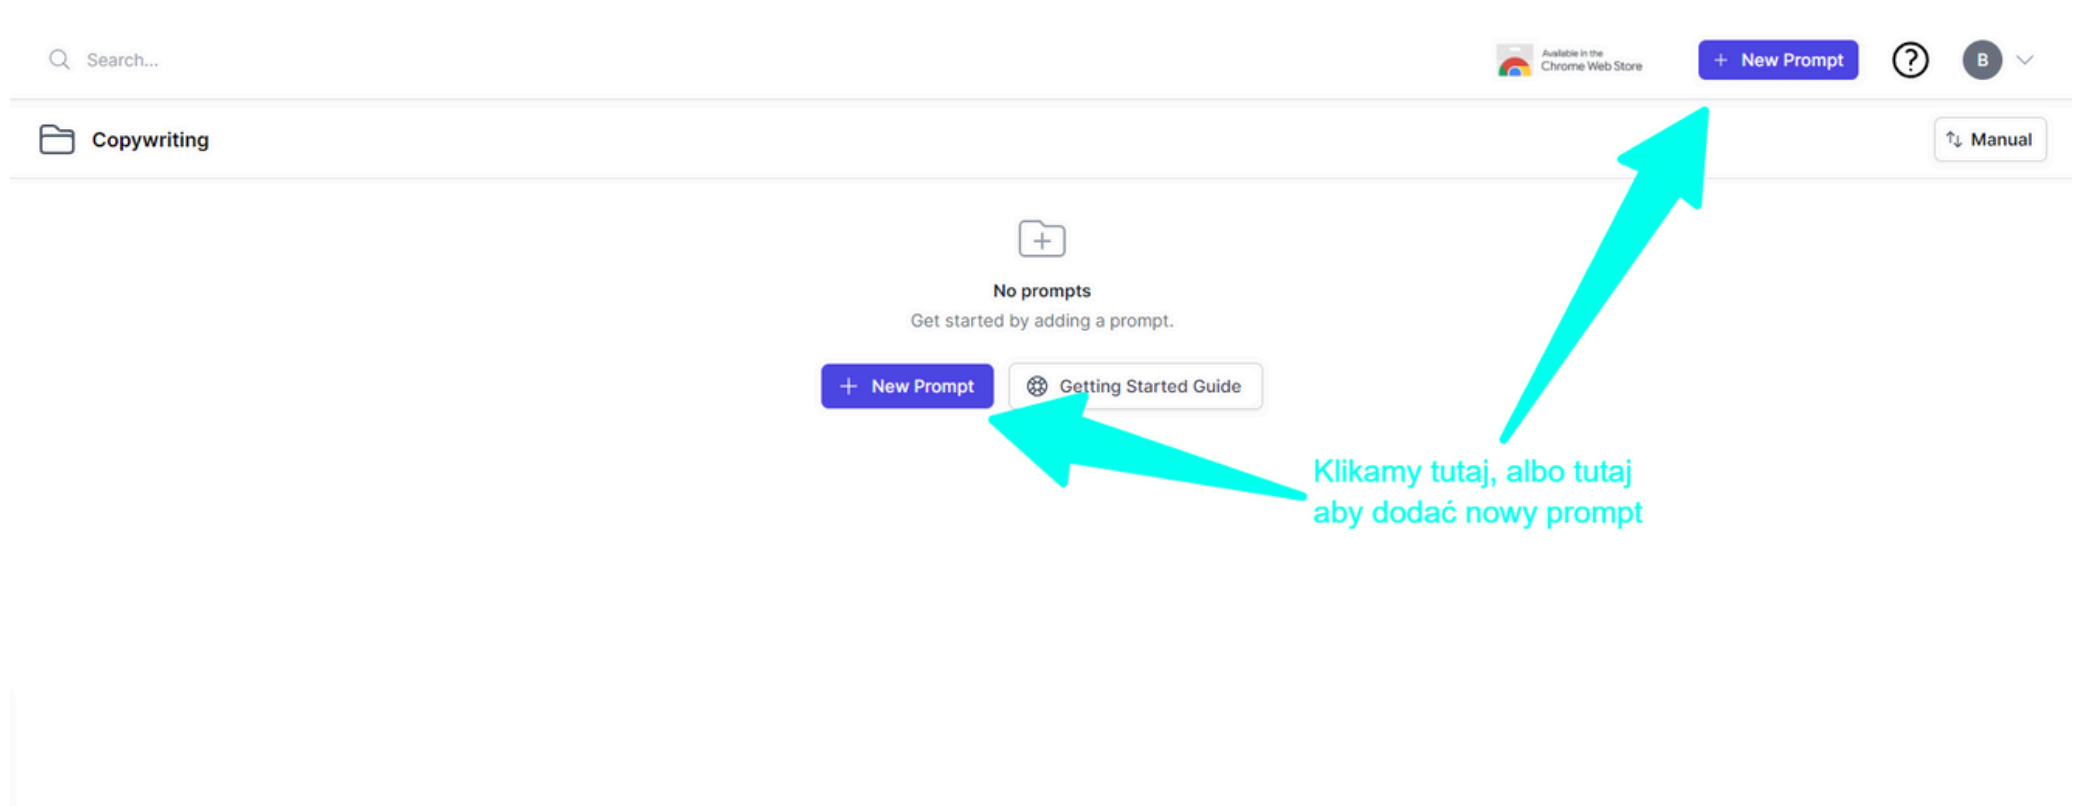 Search...
Available in the
Chrome Web Store
+ New Prompt
?
B
Copywriting
Manual
No prompts
Get started by adding a prompt.
+ New Prompt
Getting Started Guide
Klikamy tutaj, albo tutaj
aby dodać nowy prompt